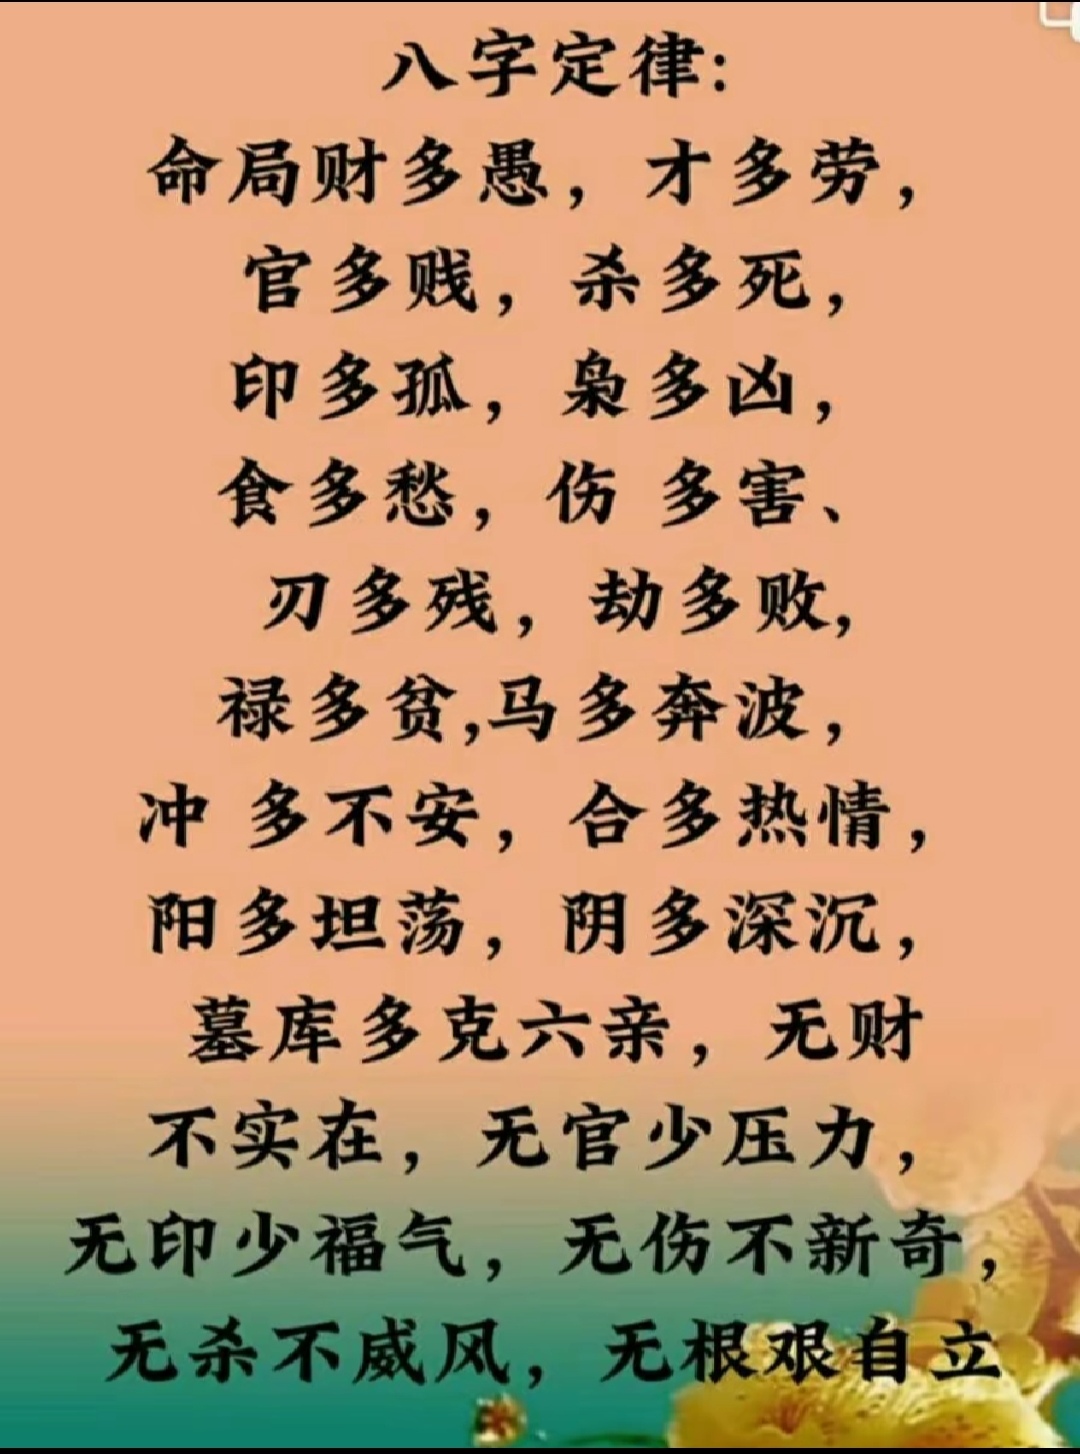 八字定律:
命局财多愚，才多劳，
官多贱，杀多死，
印多孤，枭多凶，
食多愁，伤 多害、
刃多残，劫多败，
禄多贫,马多奔波，
冲 多不安，合多热情，
阳多坦荡，阴多深沉，
墓库多克六亲，无财
不实在，无官少压力，
无印少福气，无伤不新奇，
无杀不威风，无根艰自立